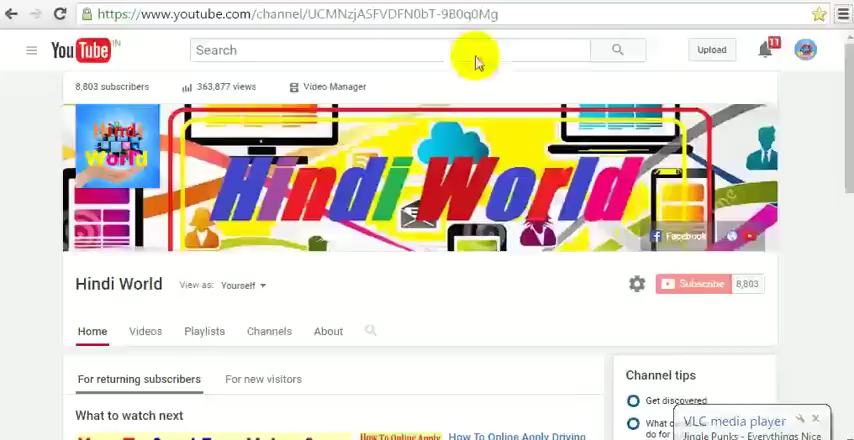 https://www.youtube.com/channel/UCMNzjASFVDFN0bT-9B0q0Mg
YouTube IN
Search
Upload
11
8,803 subscribers
363,877 views
Video Manager
Hindi
World
Hindi World
Facebook
Hindi World
View as: Yourself
Subscribe
8,803
Home
Videos
Playlists
Channels
About
For returning subscribers
For new visitors
What to watch next
How To Online Apply
How To Online Apply Driving
Channel tips
Get discovered
What
do for
VLC media player
Jingle Punks - Everythings Nice